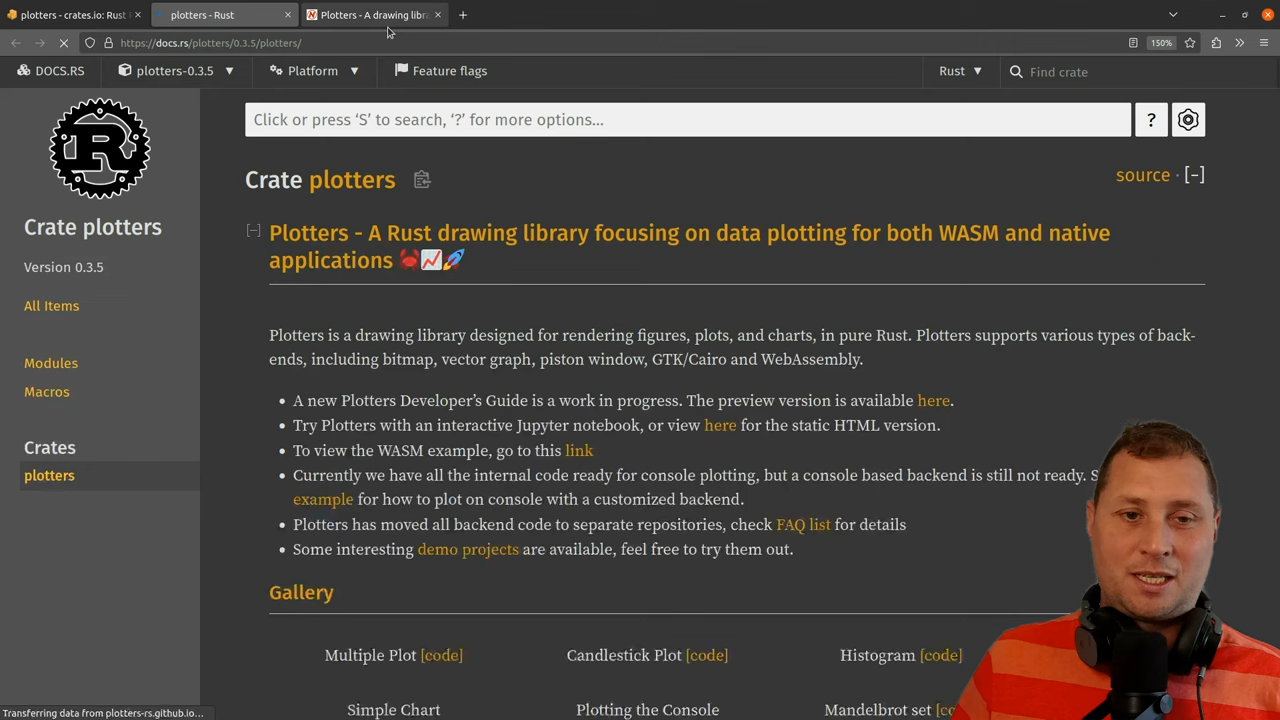 plotters - crates.io: Rust
plotters - Rust
Plotters - A drawing libr
https://docs.rs/plotters/0.3.5/plotters/
150%
DOCS.RS
plotters-0.3.5
Platform
Feature flags
Rust
Find crate
Click or press ‘S’ to search, ‘?’ for more options...
?
Crate plotters
source · [−]
Crate plotters
Version 0.3.5
All Items
Modules
Macros
Crates
plotters
[−] Plotters - A Rust drawing library focusing on data plotting for both WASM and native
applications 🦀📈🚀
Plotters is a drawing library designed for rendering figures, plots, and charts, in pure Rust. Plotters supports various types of back-
ends, including bitmap, vector graph, piston window, GTK/Cairo and WebAssembly.
• A new Plotters Developer’s Guide is a work in progress. The preview version is available here.
• Try Plotters with an interactive Jupyter notebook, or view here for the static HTML version.
• To view the WASM example, go to this link
• Currently we have all the internal code ready for console plotting, but a console based backend is still not ready.
example for how to plot on console with a customized backend.
• Plotters has moved all backend code to separate repositories, check FAQ list for details
• Some interesting demo projects are available, feel free to try them out.
Gallery
Multiple Plot [code]
Candlestick Plot [code]
Histogram [code]
Simple Chart
Plotting the Console
Mandelbrot set
Transferring data from plotters-rs.github.io...